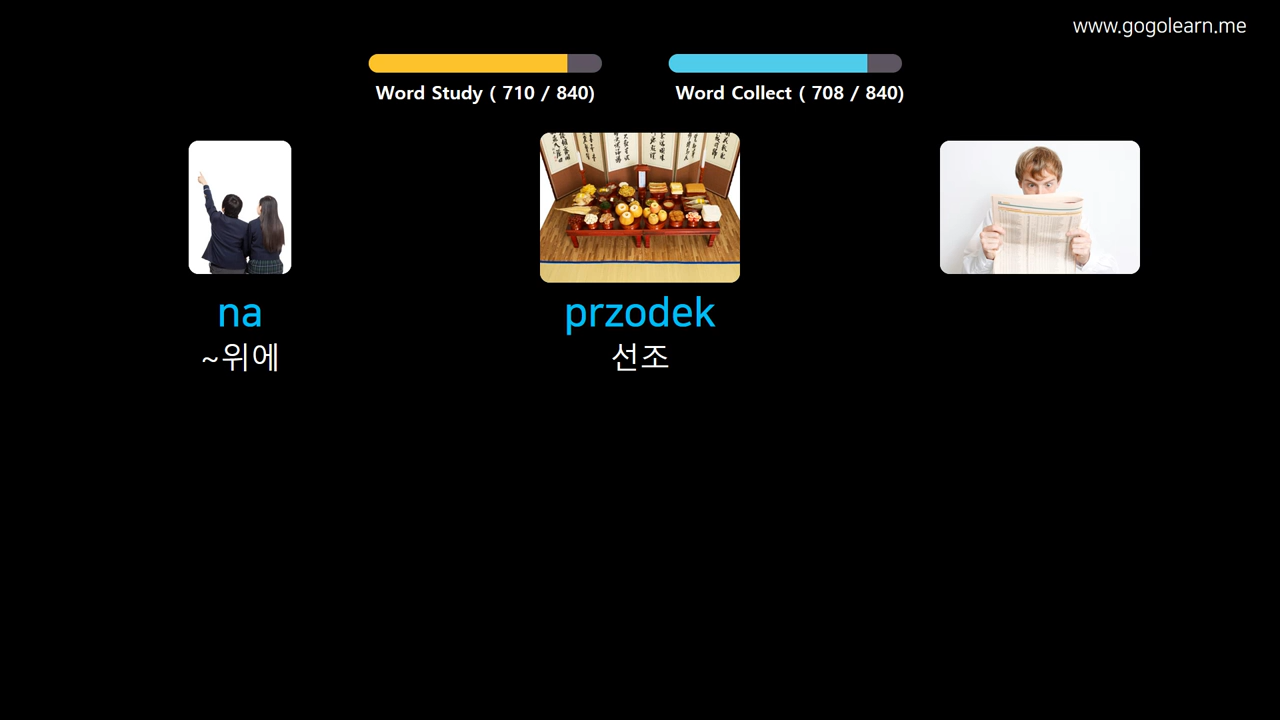 www.gogolearn.me
Word Study ( 710 / 840)
Word Collect ( 708 / 840)
na
~위에
przodek
선조